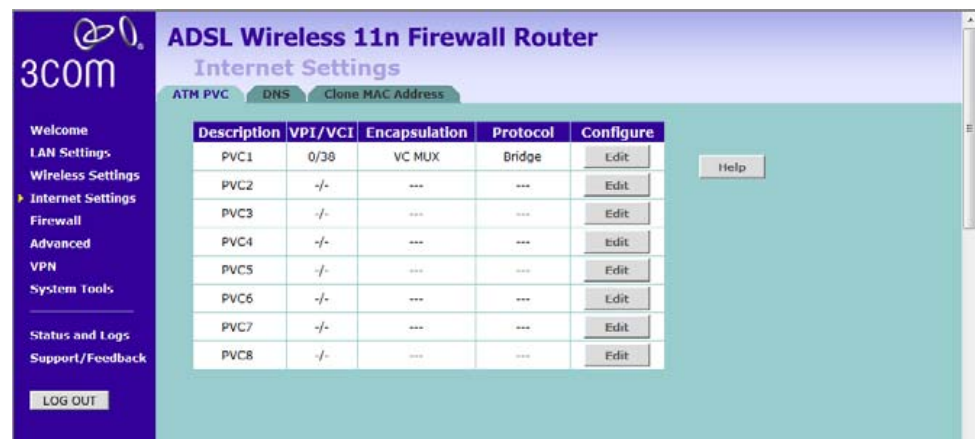 3COM
ADSL Wireless 11n Firewall Router
Internet Settings
ATM PVC DNS Clone MAC Address
Welcome
LAN Settings
Wireless Settings
Internet Settings
Firewall
Advanced
VPN
System Tools
Status and Logs
Support/Feedback
LOG OUT
Description VPI/VCI Encapsulation Protocol Configure
PVC1 0/38 VC MUX Bridge Edit
PVC2 -/- --- --- Edit
PVC3 -/- --- --- Edit
PVC4 -/- --- --- Edit
PVC5 -/- --- --- Edit
PVC6 -/- --- --- Edit
PVC7 -/- --- --- Edit
PVC8 -/- --- --- Edit
Help